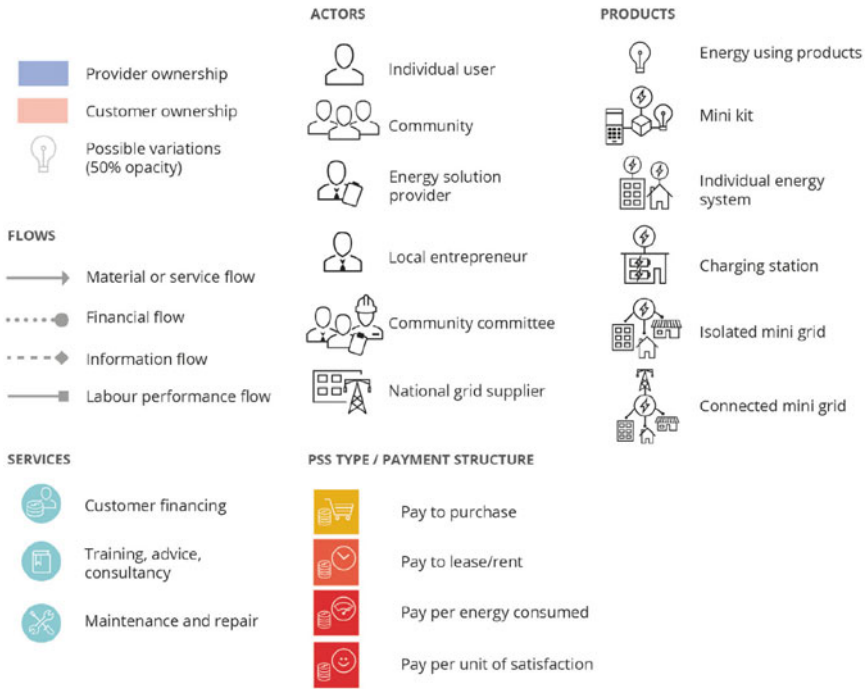 Provider ownership
Customer ownership
Possible variations
(50% opacity)
FLOWS
Material or service flow
Financial flow
Information flow
Labour performance flow
ACTORS
Individual user
Community
Energy solution
provider
Local entrepreneur
Community committee
National grid supplier
PRODUCTS
Energy using products
Mini kit
Individual energy
system
Charging station
Isolated mini grid
Connected mini grid
SERVICES
Customer financing
Training, advice,
consultancy
Maintenance and repair
PSS TYPE / PAYMENT STRUCTURE
Pay to purchase
Pay to lease/rent
Pay per energy consumed
Pay per unit of satisfaction